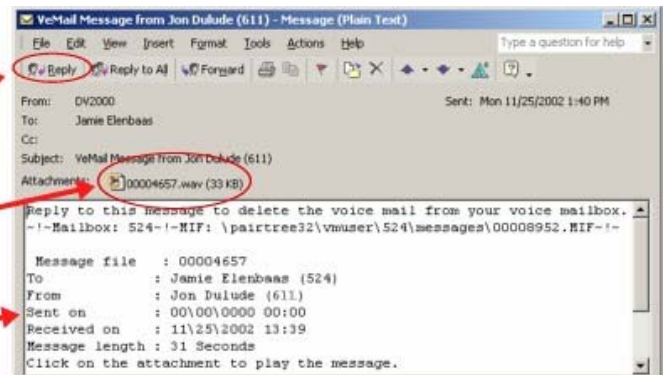 VeMail Message from Jon Dulude (611) - Message (Plain Text)
File Edit View Insert Format Tools Actions Help Type a question for help
Reply Reply to All Forward
From: DV2000 Sent: Mon 11/25/2002 1:40 PM
To: Jamie Elenbaas
Cc:
Subject: VeMail Message from Jon Dulude (611)
Attachments: 00004657.wav (33 KB)
Reply to this message to delete the voice mail from your voice mailbox.
~!~Mailbox: 524~!~MIF: \pairtree32\vmuser\524\messages\00008952.MIF~!~
Message file : 00004657
To : Jamie Elenbaas (524)
From : Jon Dulude (611)
Sent on : 00\00\0000 00:00
Received on : 11\25\2002 13:39
Message length : 31 Seconds
Click on the attachment to play the message.